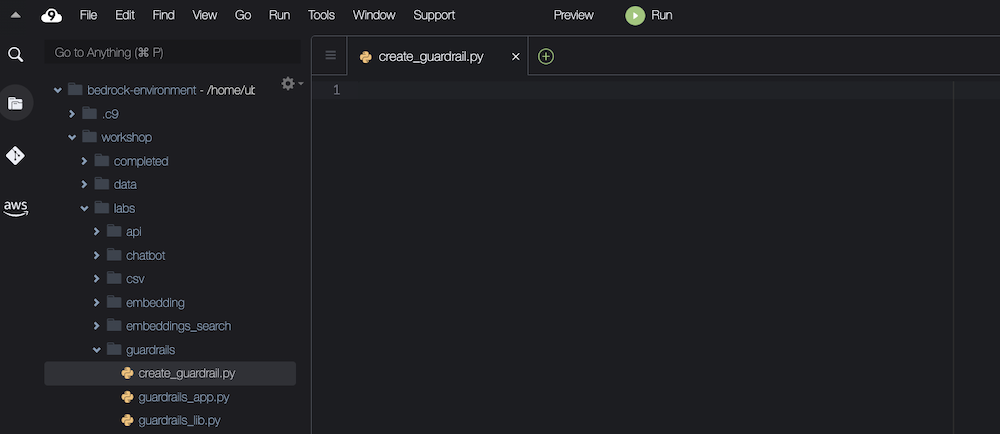 9 File Edit Find View Go Run Tools Window Support Preview Run
Go to Anything (⌘ P)
create_guardrail.py
1
bedrock-environment - /home/ub
.c9
workshop
completed
data
labs
api
chatbot
csv
embedding
embeddings_search
guardrails
create_guardrail.py
guardrails_app.py
guardrails_lib.py
aws